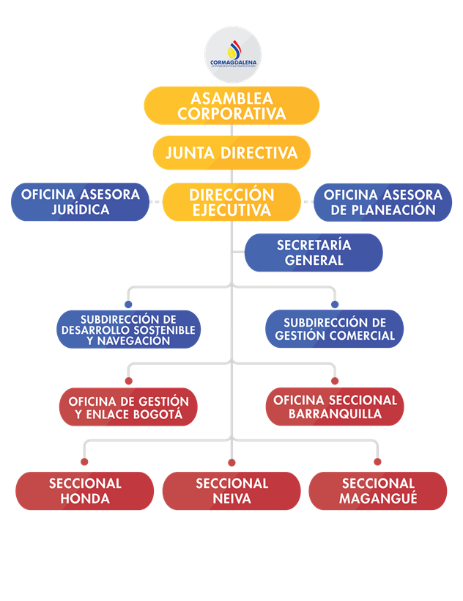 CORMAGDALENA
ASAMBLEA
CORPORATIVA
JUNTA DIRECTIVA
OFICINA ASESORA
JURÍDICA
DIRECCIÓN
EJECUTIVA
OFICINA ASESORA
DE PLANEACIÓN
SECRETARÍA
GENERAL
SUBDIRECCIÓN DE
DESARROLLO SOSTENIBLE
Y NAVEGACIÓN
SUBDIRECCIÓN DE
GESTIÓN COMERCIAL
OFICINA DE GESTIÓN
Y ENLACE BOGOTÁ
OFICINA SECCIONAL
BARRANQUILLA
SECCIONAL
HONDA
SECCIONAL
NEIVA
SECCIONAL
MAGANGUÉ